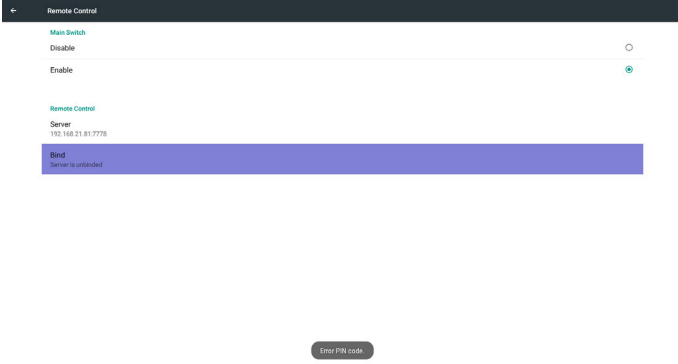 Remote Control
Main Switch
Disable
Enable
Remote Control
Server
192.168.21.81:7778
Bind
Server is unbinded
Error PIN code.